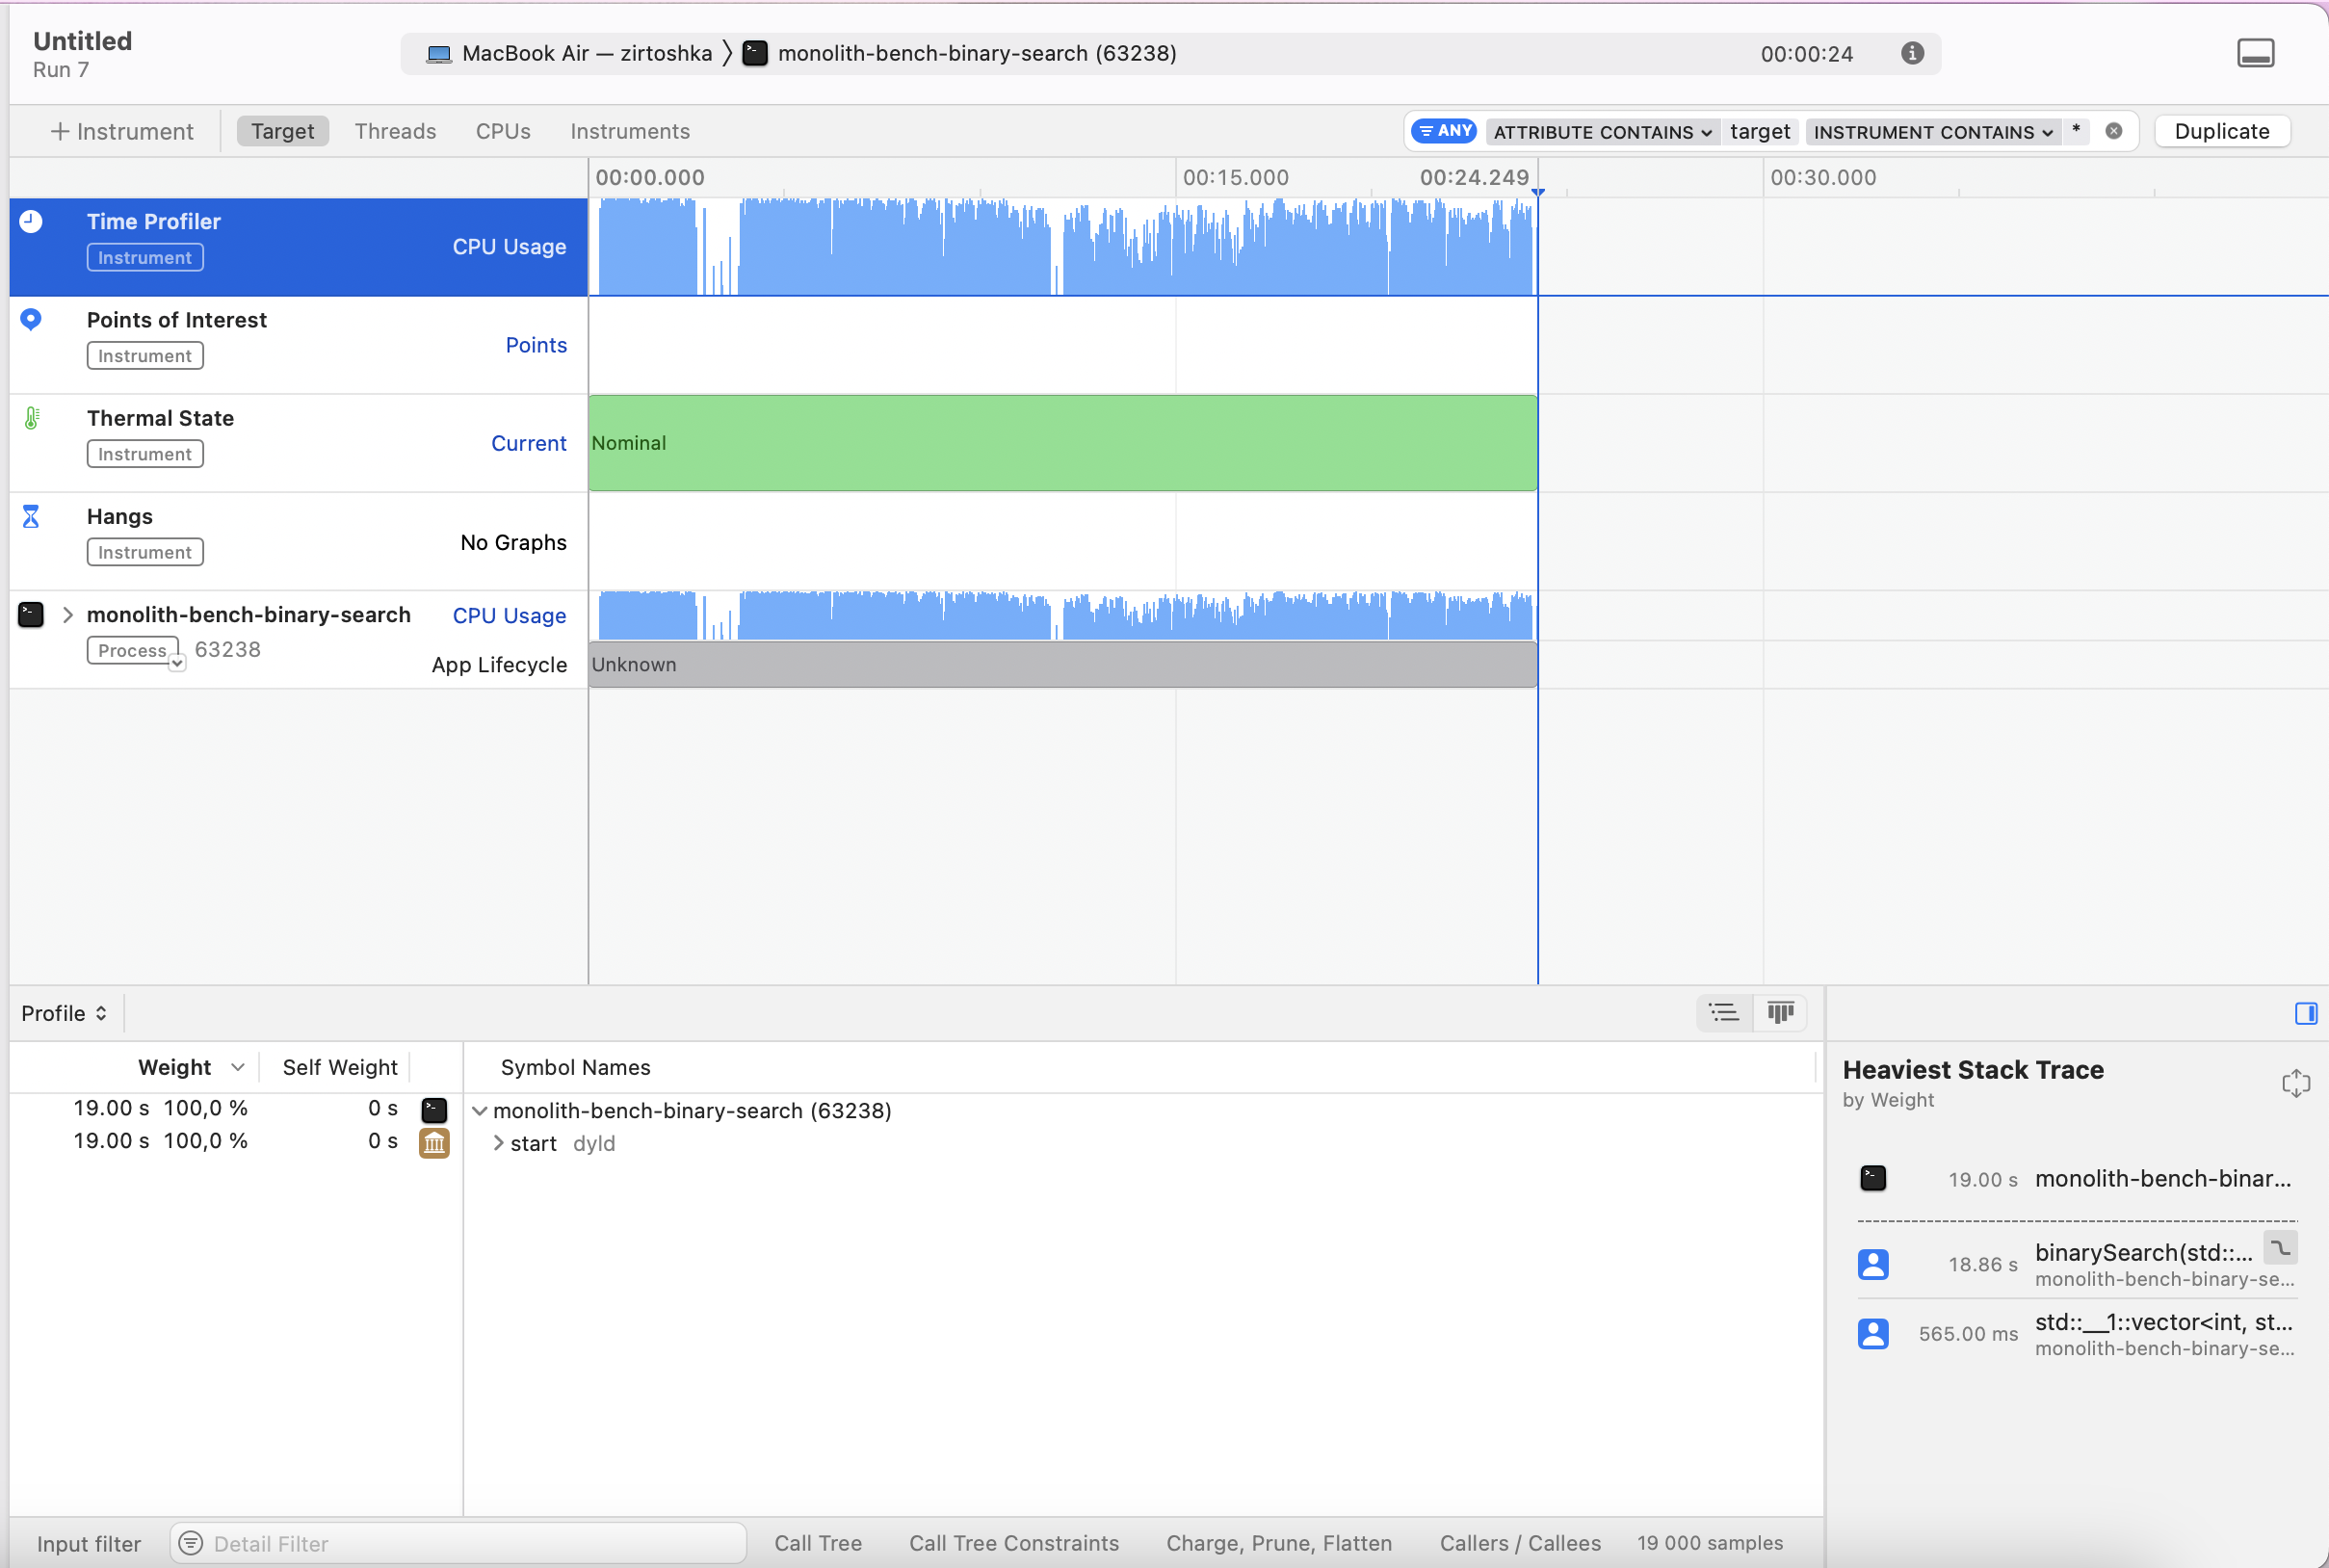 Untitled
Run 7
MacBook Air — zirtoshka 〉 monolith-bench-binary-search (63238)
00:00:24
+ Instrument
Target
Threads
CPUs
Instruments
ANY
ATTRIBUTE CONTAINS
target
INSTRUMENT CONTAINS
*
Duplicate
00:00.000
00:15.000
00:24.249
00:30.000
Time Profiler
Instrument
CPU Usage
Points of Interest
Instrument
Points
Thermal State
Instrument
Current
Nominal
Hangs
Instrument
No Graphs
monolith-bench-binary-search
CPU Usage
Process
63238
App Lifecycle
Unknown
Profile
Weight
Self Weight
Symbol Names
19.00 s 100,0 % 0 s monolith-bench-binary-search (63238)
19.00 s 100,0 % 0 s start dyld
Heaviest Stack Trace
by Weight
19.00 s monolith-bench-binar...
18.86 s binarySearch(std::...
monolith-bench-binary-se...
565.00 ms std::__1::vector<int, st...
monolith-bench-binary-se...
Input filter
Detail Filter
Call Tree
Call Tree Constraints
Charge, Prune, Flatten
Callers / Callees
19 000 samples